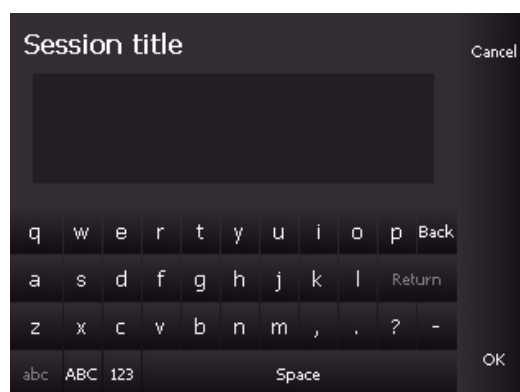 Session title
Cancel
q w e r t y u i o p Back
a s d f g h j k l Return
z x c v b n m , . ? -
abc ABC 123 Space
OK